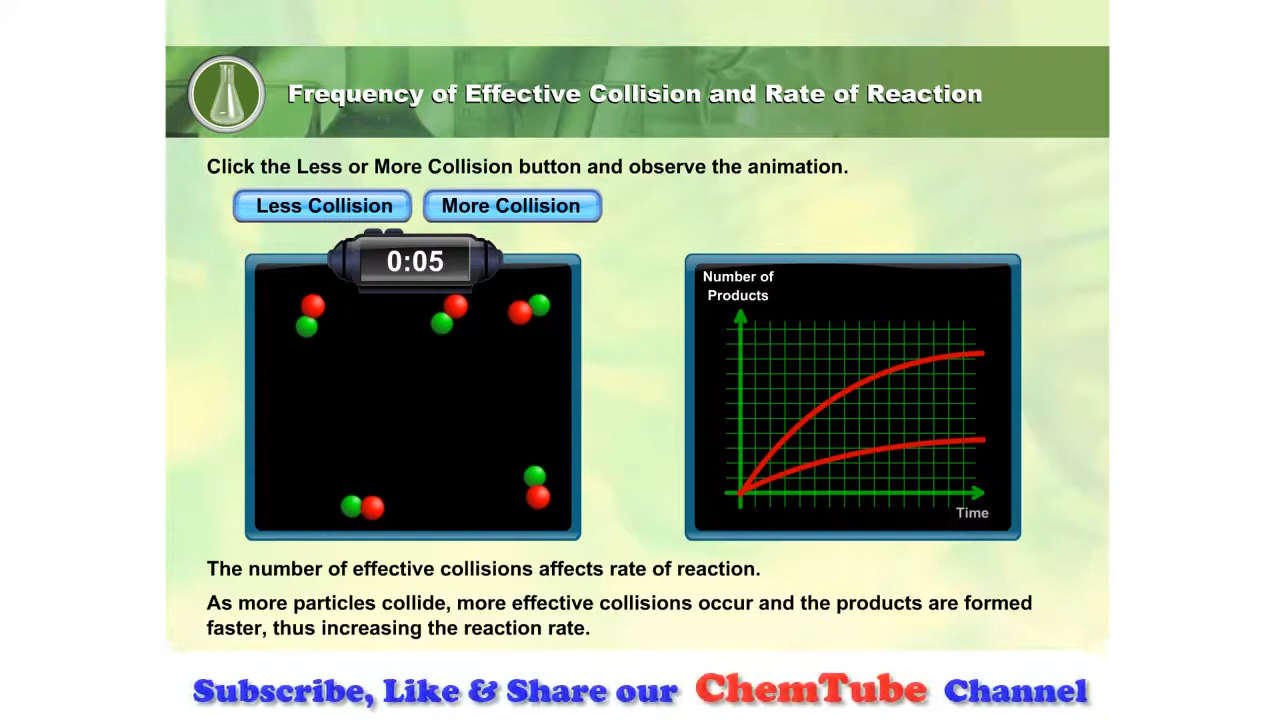 Frequency of Effective Collision and Rate of Reaction
Click the Less or More Collision button and observe the animation.
Less Collision
More Collision
0:05
Number of
Products
Time
The number of effective collisions affects rate of reaction.
As more particles collide, more effective collisions occur and the products are formed
faster, thus increasing the reaction rate.
Subscribe, Like & Share our ChemTube Channel